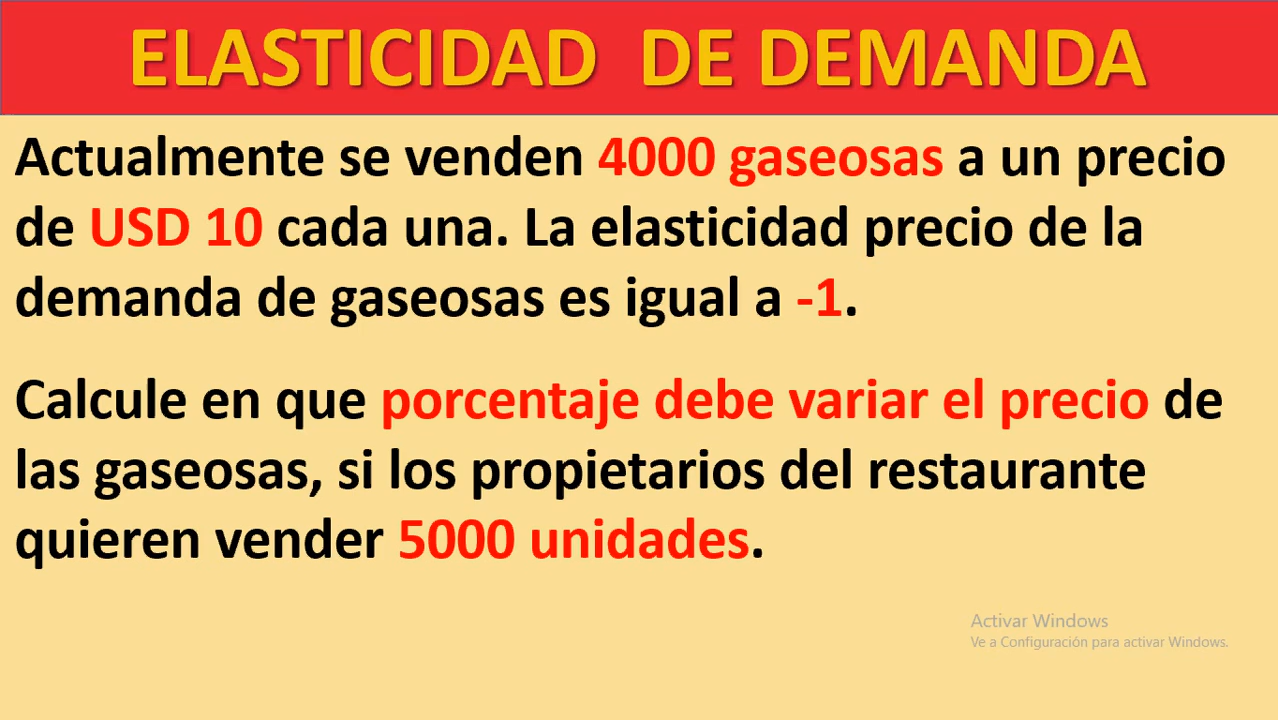 ELASTICIDAD DE DEMANDA
Actualmente se venden 4000 gaseosas a un precio
de USD 10 cada una. La elasticidad precio de la
demanda de gaseosas es igual a -1.
Calcule en que porcentaje debe variar el precio de
las gaseosas, si los propietarios del restaurante
quieren vender 5000 unidades.
Activar Windows
Ve a Configuración para activar Windows.